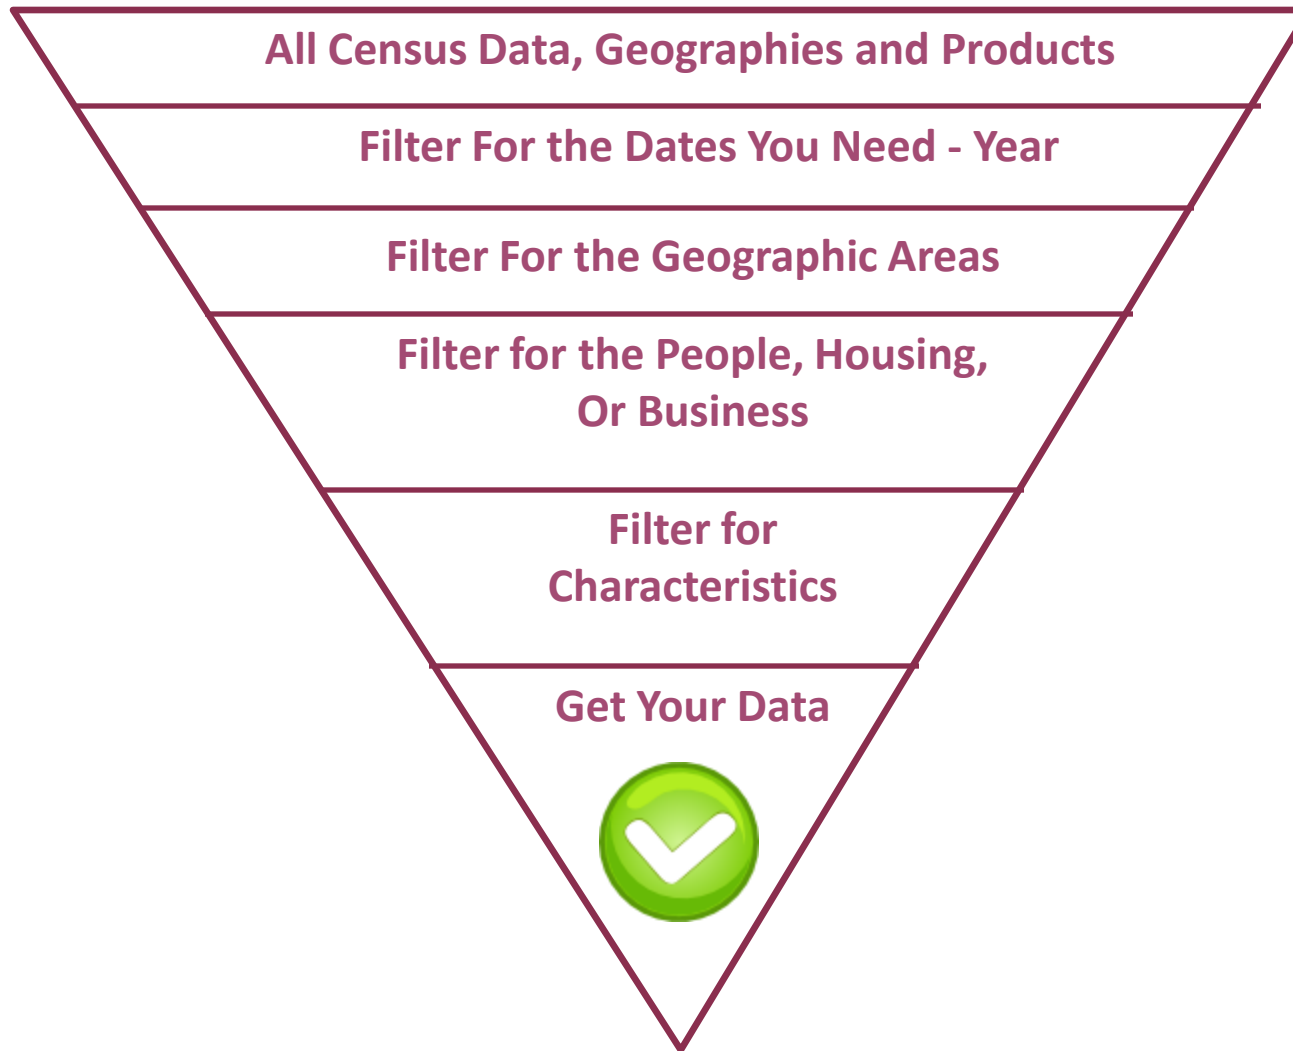 All Census Data, Geographies and Products
Filter For the Dates You Need - Year
Filter For the Geographic Areas
Filter for the People, Housing,
Or Business
Filter for
Characteristics
Get Your Data